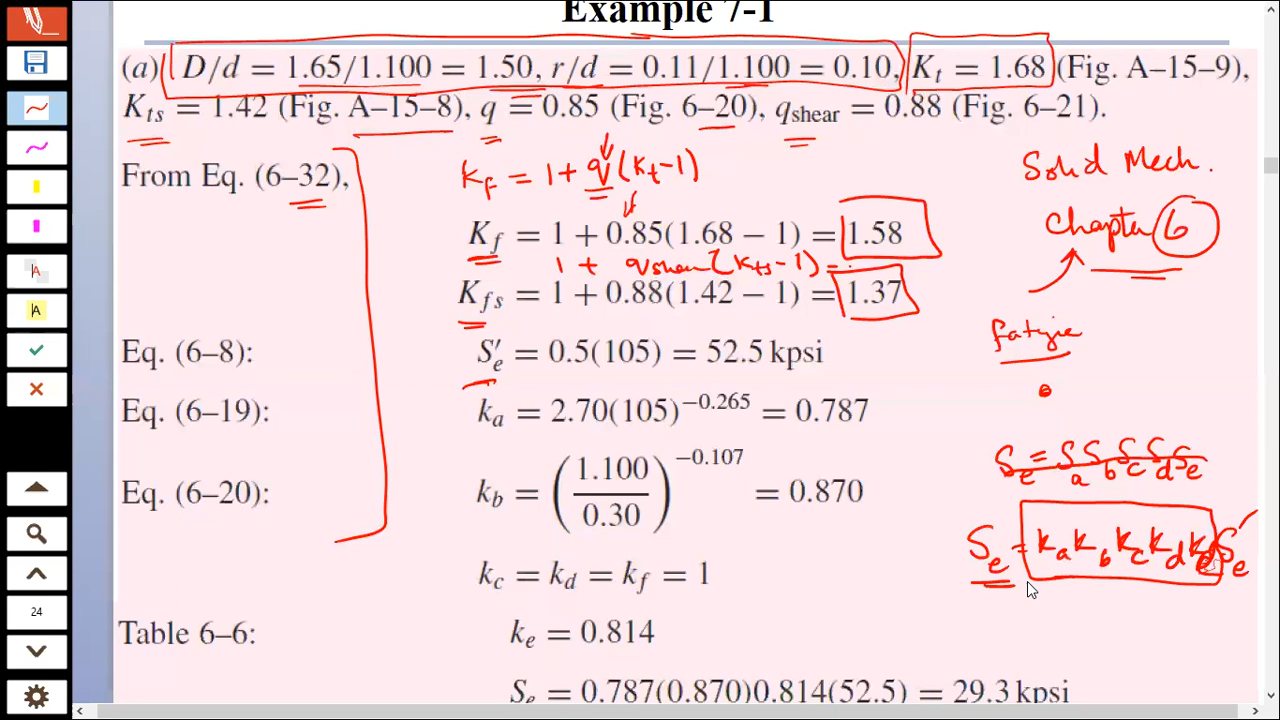 Example 7-1
(a) D/d = 1.65/1.100 = 1.50, r/d = 0.11/1.100 = 0.10, K_t = 1.68 (Fig. A–15–9),
K_ts = 1.42 (Fig. A–15–8), q = 0.85 (Fig. 6–20), q_shear = 0.88 (Fig. 6–21).
Solid Mech.
From Eq. (6–32),
K_f = 1 + q(K_t-1)
Chapter 6
K_f = 1 + 0.85(1.68 − 1) = 1.58
1 + q_shear(K_ts-1) =
K_fs = 1 + 0.88(1.42 − 1) = 1.37
fatgie
Eq. (6–8): S′_e = 0.5(105) = 52.5 kpsi
Eq. (6–19): k_a = 2.70(105)^−0.265 = 0.787
S_e = S_a S_b S_c S_d S_e
Eq. (6–20): k_b = (1.100/0.30)^−0.107 = 0.870
S_e = K_a K_b K_c K_d K_e S′_e
k_c = k_d = k_f = 1
24
Table 6–6: k_e = 0.814
S_e = 0.787(0.870)0.814(52.5) = 29.3 kpsi
A
A